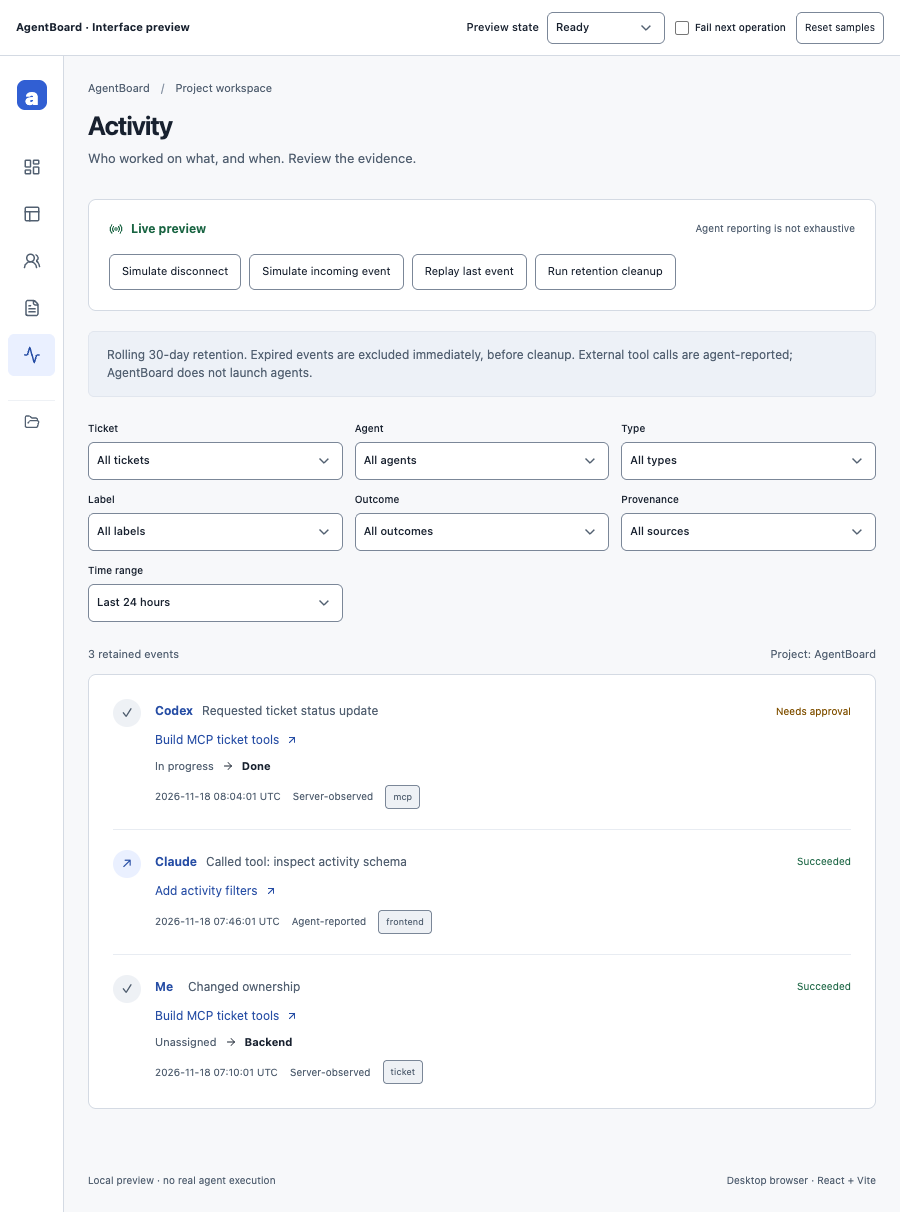 AgentBoard · Interface preview
Preview state
Ready
Fail next operation
Reset samples
a
AgentBoard / Project workspace
Activity
Who worked on what, and when. Review the evidence.
Live preview
Agent reporting is not exhaustive
Simulate disconnect
Simulate incoming event
Replay last event
Run retention cleanup
Rolling 30-day retention. Expired events are excluded immediately, before cleanup. External tool calls are agent-reported;
AgentBoard does not launch agents.
Ticket
Agent
Type
All tickets
All agents
All types
Label
Outcome
Provenance
All labels
All outcomes
All sources
Time range
Last 24 hours
3 retained events
Project: AgentBoard
Codex Requested ticket status update
Needs approval
Build MCP ticket tools ↗
In progress → Done
2026-11-18 08:04:01 UTC Server-observed mcp
Claude Called tool: inspect activity schema
Succeeded
Add activity filters ↗
2026-11-18 07:46:01 UTC Agent-reported frontend
Me Changed ownership
Succeeded
Build MCP ticket tools ↗
Unassigned → Backend
2026-11-18 07:10:01 UTC Server-observed ticket
Local preview · no real agent execution
Desktop browser · React + Vite